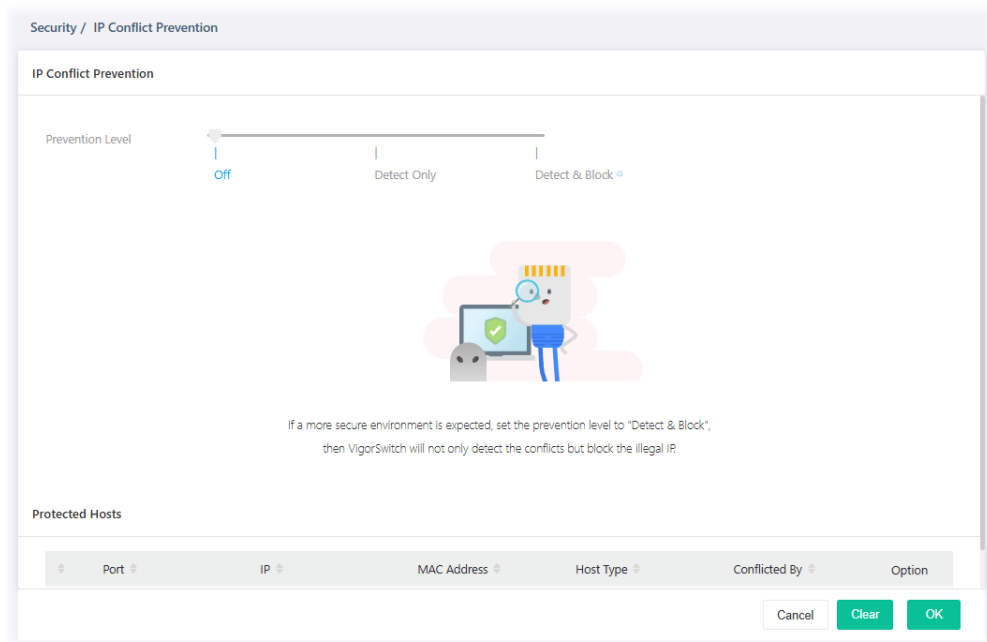 Security / IP Conflict Prevention
IP Conflict Prevention
Prevention Level
Off Detect Only Detect & Block
If a more secure environment is expected, set the prevention level to "Detect & Block",
then VigorSwitch will not only detect the conflicts but block the illegal IP.
Protected Hosts
Port IP MAC Address Host Type Conflicted By Option
Cancel Clear OK